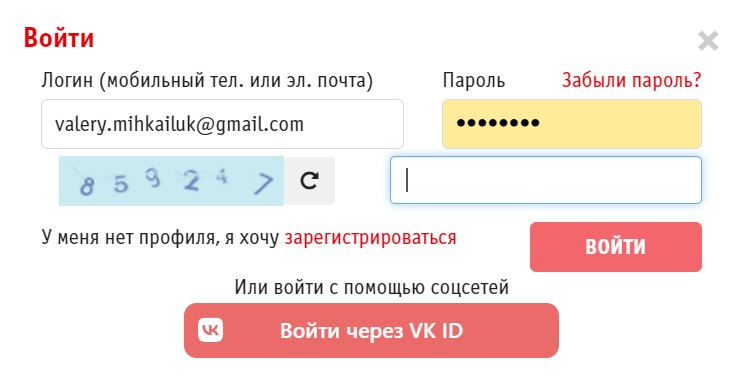 Войти
Логин (мобильный тел. или эл. почта)
Пароль
Забыли пароль?
valery.mihkailuk@gmail.com
••••••••
859247
У меня нет профиля, я хочу зарегистрироваться
ВОЙТИ
Или войти с помощью соцсетей
Войти через VK ID